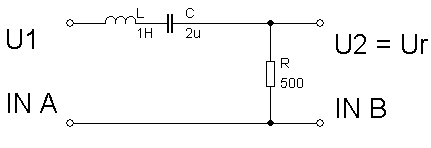 L
C
U1
1H
2u
U2 = Ur
R
500
IN A
IN B